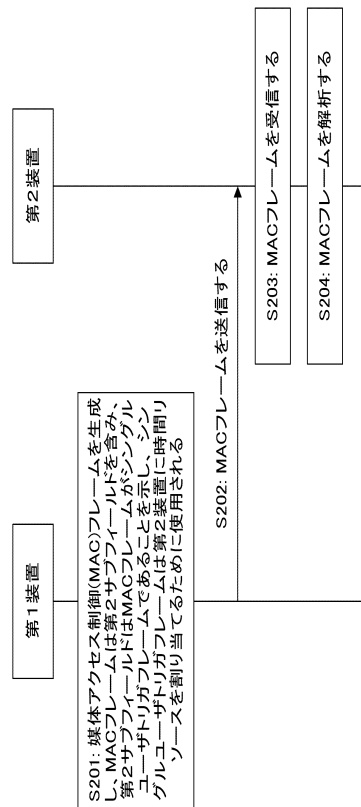 第1装置
第2装置
S201: 媒体アクセス制御(MAC)フレームを生成
し、MACフレームは第2サブフィールドを含み、
第2サブフィールドはMACフレームがシングル
ユーザトリガフレームであることを示し、シン
グルユーザトリガフレームは第2装置に時間リ
ソースを割り当てるために使用される
S202: MACフレームを送信する
S203: MACフレームを受信する
S204: MACフレームを解析する